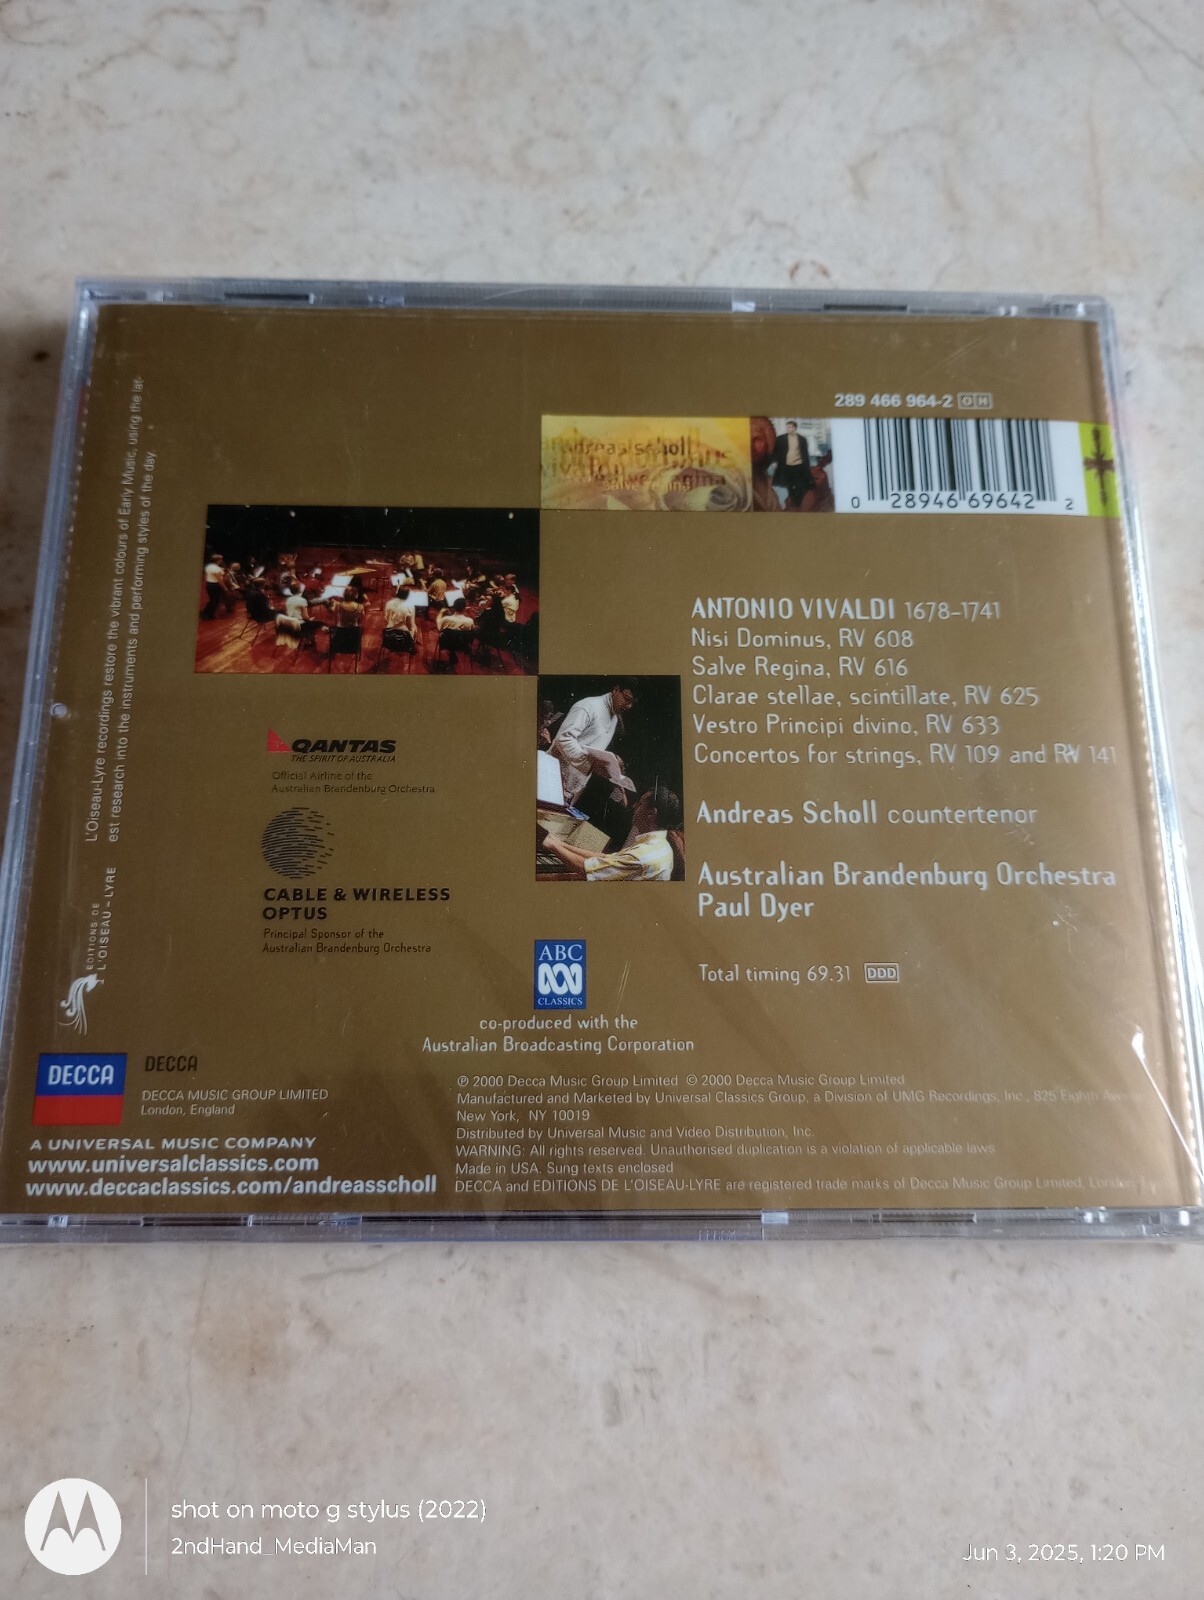 289 466 964-2 OH
andreas scholl
vivaldi
salve regina
0 28946 69642 2
L'Oiseau-Lyre recordings restore the vibrant colours of Early Music, using the lat-
est research into the instruments and performing styles of the day.
EDITIONS DE
L'OISEAU-LYRE
ANTONIO VIVALDI 1678-1741
Nisi Dominus, RV 608
Salve Regina, RV 616
Clarae stellae, scintillate, RV 625
Vestro Principi divino, RV 633
Concertos for strings, RV 109 and RV 141
QANTAS
THE SPIRIT OF AUSTRALIA
Official Airline of the
Australian Brandenburg Orchestra
CABLE & WIRELESS
OPTUS
Principal Sponsor of the
Australian Brandenburg Orchestra
Andreas Scholl countertenor
Australian Brandenburg Orchestra
Paul Dyer
Total timing 69.31 DDD
ABC
CLASSICS
co-produced with the
Australian Broadcasting Corporation
DECCA
DECCA
DECCA MUSIC GROUP LIMITED
London, England
A UNIVERSAL MUSIC COMPANY
www.universalclassics.com
www.deccaclassics.com/andreasscholl
℗ 2000 Decca Music Group Limited © 2000 Decca Music Group Limited
Manufactured and Marketed by Universal Classics Group, a Division of UMG Recordings, Inc., 825 Eighth
New York, NY 10019
Distributed by Universal Music and Video Distribution, Inc.
WARNING: All rights reserved. Unauthorised duplication is a violation of applicable laws
Made in USA. Sung texts enclosed
DECCA and EDITIONS DE L'OISEAU-LYRE are registered trade marks of Decca Music Group Limited, London,
shot on moto g stylus (2022)
2ndHand_MediaMan
Jun 3, 2025, 1:20 PM